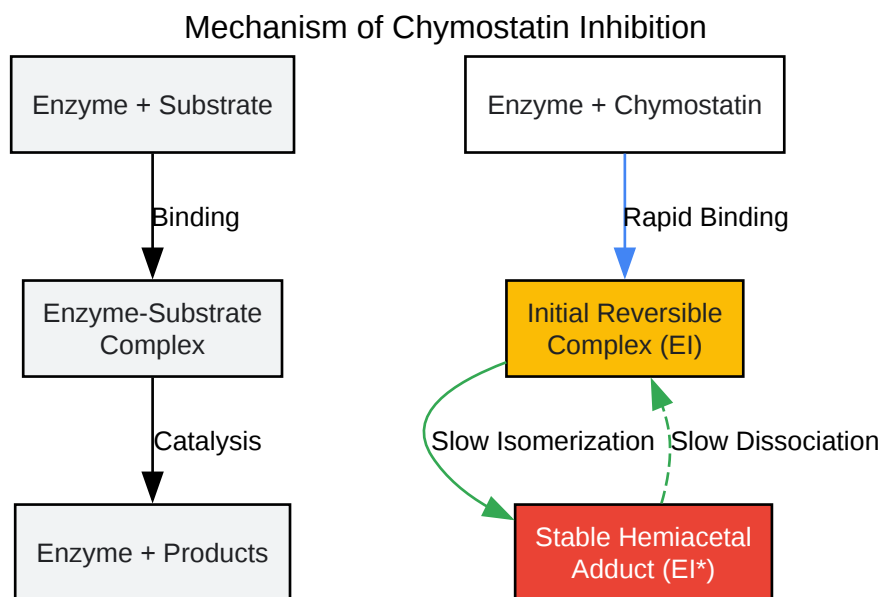 Mechanism of Chymostatin Inhibition
Enzyme + Substrate
Enzyme + Chymostatin
Binding
Rapid Binding
Enzyme-Substrate
Complex
Initial Reversible
Complex (EI)
Catalysis
Slow Isomerization
Slow Dissociation
Enzyme + Products
Stable Hemiacetal
Adduct (EI*)